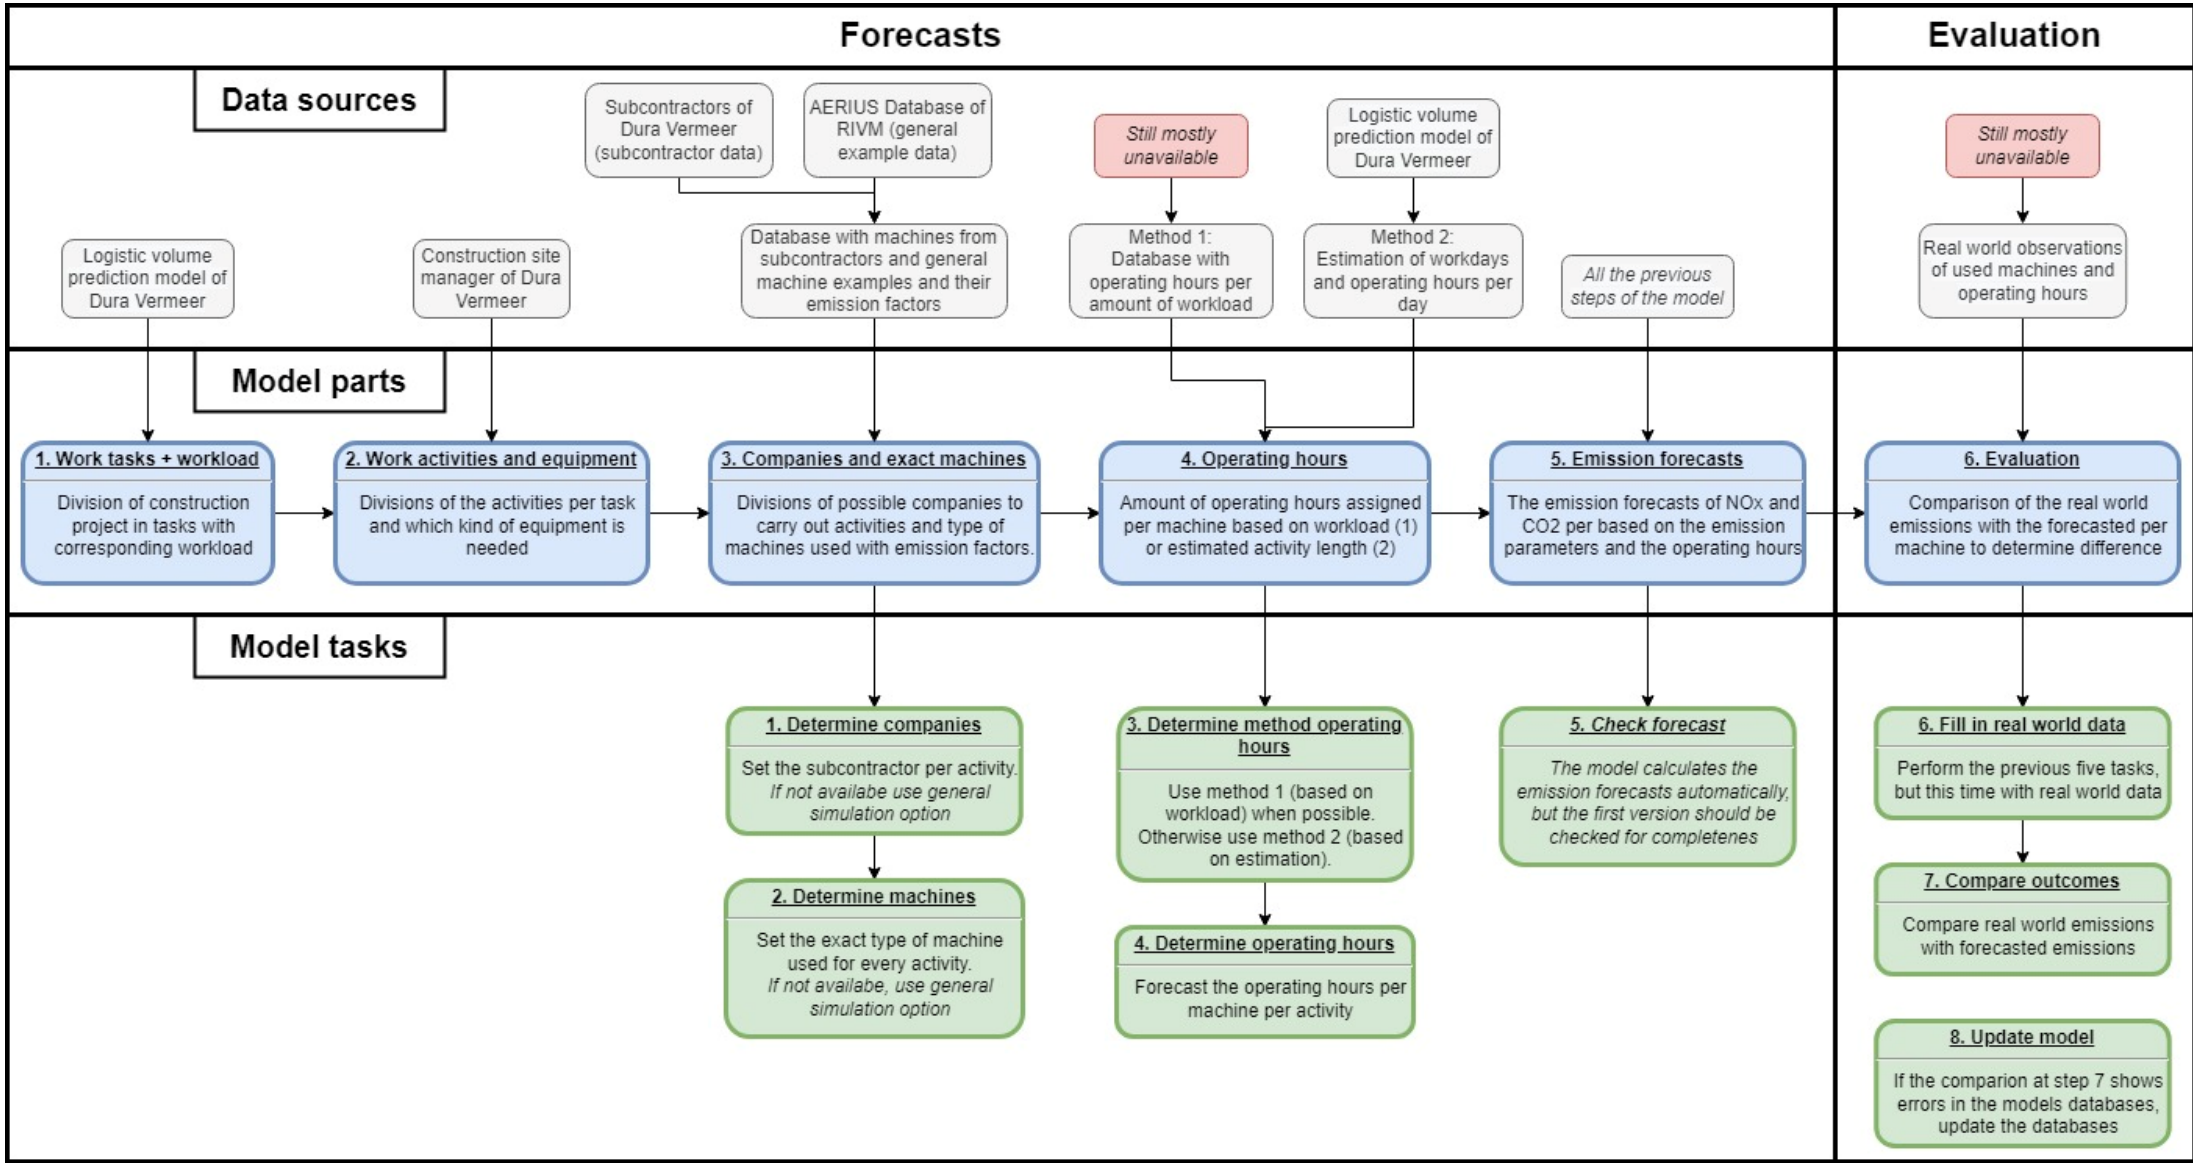 Forecasts
Evaluation
Data sources
Subcontractors of
Dura Vermeer
(subcontractor data)
AERIUS Database of
RIVM (general
example data)
Still mostly
unavailable
Logistic volume
prediction model of
Dura Vermeer
Still mostly
unavailable
Logistic volume
prediction model of
Dura Vermeer
Construction site
manager of Dura
Vermeer
Database with machines from
subcontractors and general
machine examples and their
emission factors
Method 1:
Database with
operating hours per
amount of workload
Method 2:
Estimation of workdays
and operating hours per
day
All the previous
steps of the model
Real world observations
of used machines and
operating hours
Model parts
1. Work tasks + workload
Division of construction
project in tasks with
corresponding workload
2. Work activities and equipment
Divisions of the activities per task
and which kind of equipment is
needed
3. Companies and exact machines
Divisions of possible companies to
carry out activities and type of
machines used with emission factors.
4. Operating hours
Amount of operating hours assigned
per machine based on workload (1)
or estimated activity length (2)
5. Emission forecasts
The emission forecasts of NOx and
CO2 per based on the emission
parameters and the operating hours
6. Evaluation
Comparison of the real world
emissions with the forecasted per
machine to determine difference
Model tasks
1. Determine companies
Set the subcontractor per activity.
If not availabe use general
simulation option
2. Determine machines
Set the exact type of machine
used for every activity.
If not availabe, use general
simulation option
3. Determine method operating
hours
Use method 1 (based on
workload) when possible.
Otherwise use method 2 (based
on estimation).
4. Determine operating hours
Forecast the operating hours per
machine per activity
5. Check forecast
The model calculates the
emission forecasts automatically,
but the first version should be
checked for completenes
6. Fill in real world data
Perform the previous five tasks,
but this time with real world data
7. Compare outcomes
Compare real world emissions
with forecasted emissions
8. Update model
If the comparion at step 7 shows
errors in the models databases,
update the databases